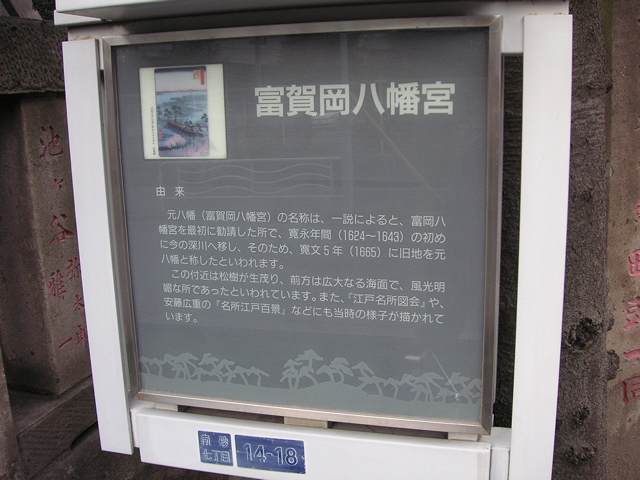 富賀岡八幡宮
由来
元八幡（富賀岡八幡宮）の名称は、一説によると、富岡八
幡宮を最初に勧請した所で、寛永年間（1624～1643）の初め
に今の深川へ移し、そのため、寛文5年（1665）に旧地を元
八幡と称したといわれます。
この付近は松樹が生茂り、前方は広大なる海面で、風光明
媚な所であったといわれています。また、「江戸名所図会」や、
安藤広重の「名所江戸百景」などにも当時の様子が描かれて
います。
南砂
七丁目
14-18
池ヶ谷